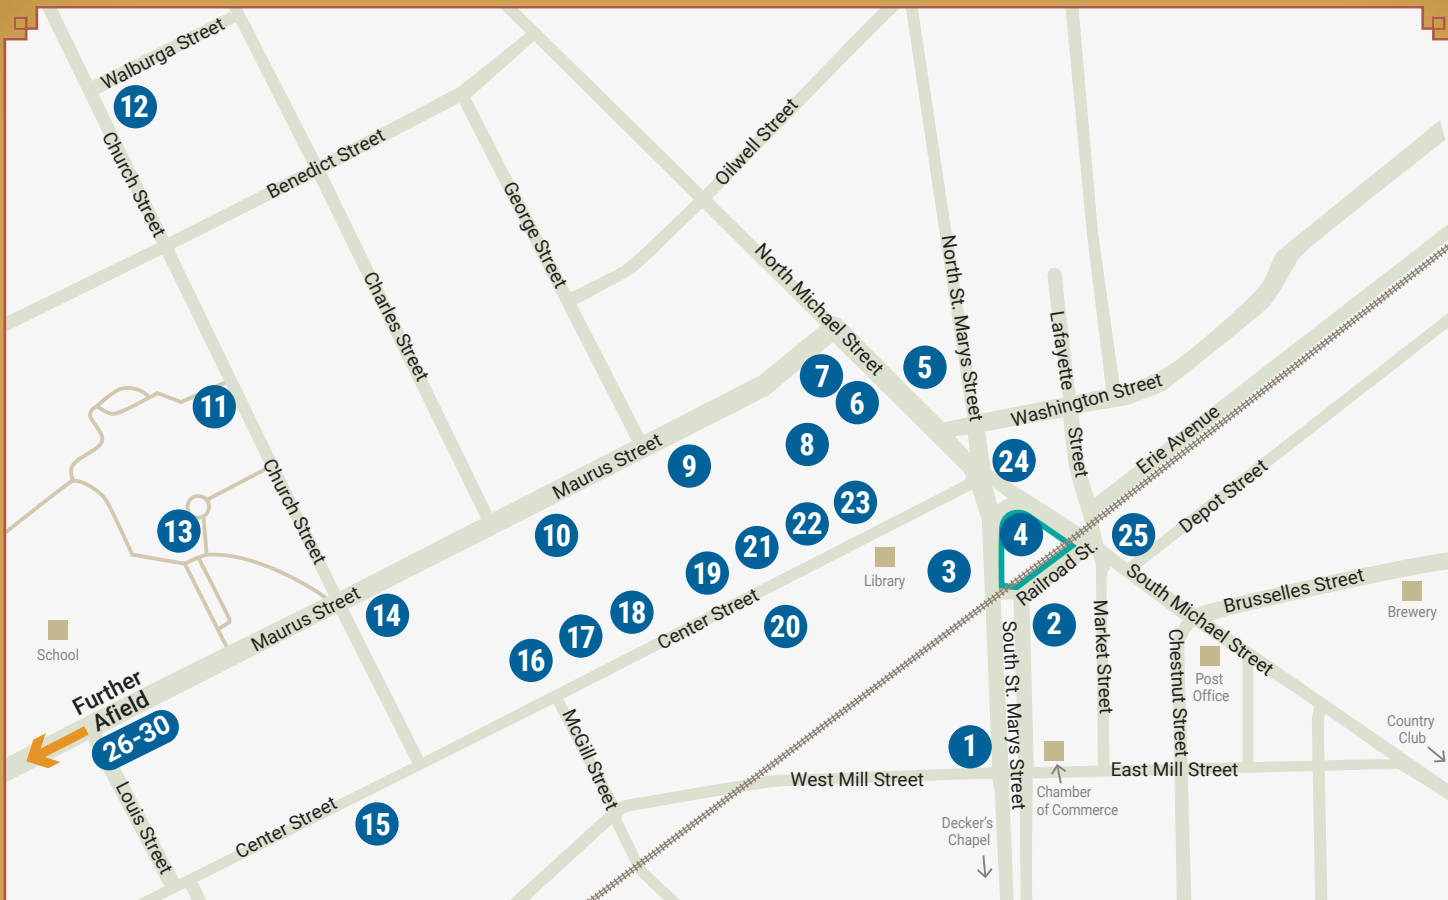 Walburga Street
12
Church Street
Benedict Street
Oilwell Street
George Street
North Michael Street
North St. Marys Street
Charles Street
Lafayette
Street
Washington Street
5
7
6
11
8
24
Erie Avenue
Maurus Street
9
Church Street
Depot Street
23
22
13
10
21
4
25
Library
3
19
Railroad St.
South Michael Street
Brusselles Street
Brewery
Maurus Street
14
18
Center Street
20
2
17
16
School
South St. Marys Street
Market Street
Chestnut Street
Post
Office
Further
Afield
26-30
McGill Street
1
Country
Club
West Mill Street
East Mill Street
Chamber
of Commerce
Louis Street
Center Street
15
Decker's
Chapel